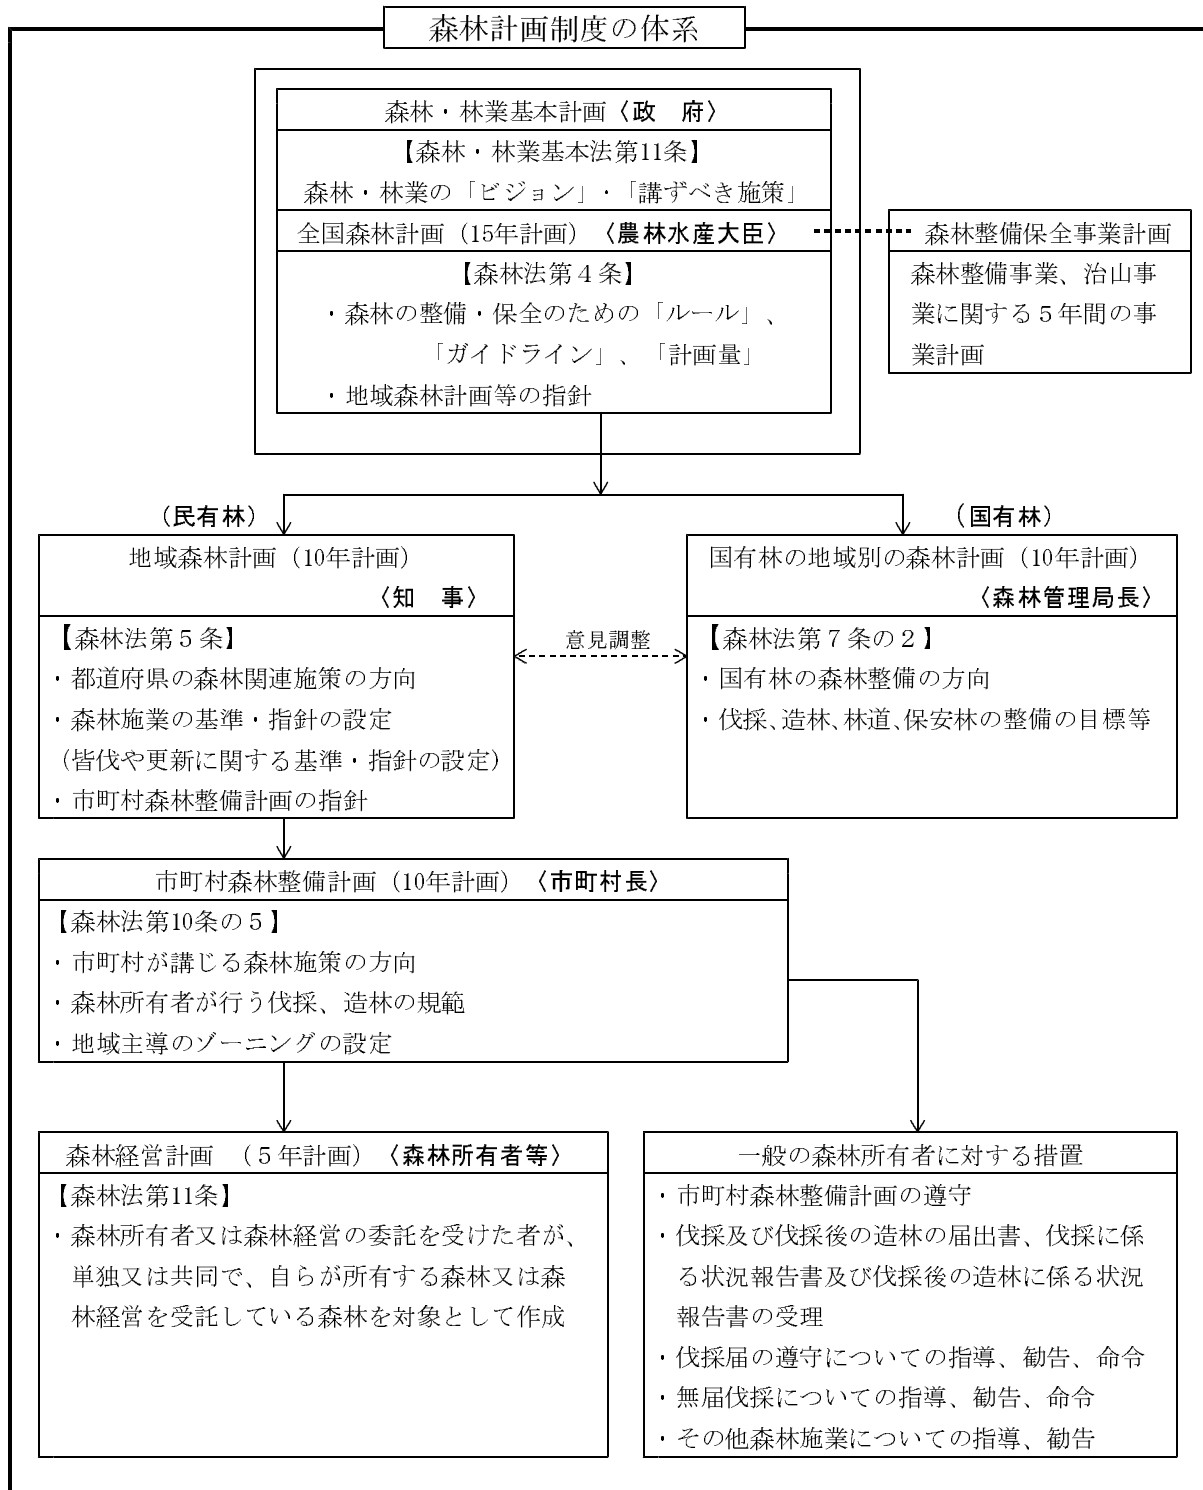 森林計画制度の体系
森林・林業基本計画〈政　府〉
【森林・林業基本法第11条】
森林・林業の「ビジョン」・「講ずべき施策」
全国森林計画（15年計画）〈農林水産大臣〉
【森林法第４条】
・森林の整備・保全のための「ルール」、
「ガイドライン」、「計画量」
・地域森林計画等の指針
森林整備保全事業計画
森林整備事業、治山事
業に関する５年間の事
業計画
（民有林）
（国有林）
地域森林計画（10年計画）
〈知　事〉
【森林法第５条】
・都道府県の森林関連施策の方向
・森林施業の基準・指針の設定
（皆伐や更新に関する基準・指針の設定）
・市町村森林整備計画の指針
意見調整
国有林の地域別の森林計画（10年計画）
〈森林管理局長〉
【森林法第７条の２】
・国有林の森林整備の方向
・伐採、造林、林道、保安林の整備の目標等
市町村森林整備計画（10年計画）〈市町村長〉
【森林法第10条の５】
・市町村が講じる森林施策の方向
・森林所有者が行う伐採、造林の規範
・地域主導のゾーニングの設定
森林経営計画　（５年計画）〈森林所有者等〉
【森林法第11条】
・森林所有者又は森林経営の委託を受けた者が、
単独又は共同で、自らが所有する森林又は森
林経営を受託している森林を対象として作成
一般の森林所有者に対する措置
・市町村森林整備計画の遵守
・伐採及び伐採後の造林の届出書、伐採に係
る状況報告書及び伐採後の造林に係る状況
報告書の受理
・伐採届の遵守についての指導、勧告、命令
・無届伐採についての指導、勧告、命令
・その他森林施業についての指導、勧告